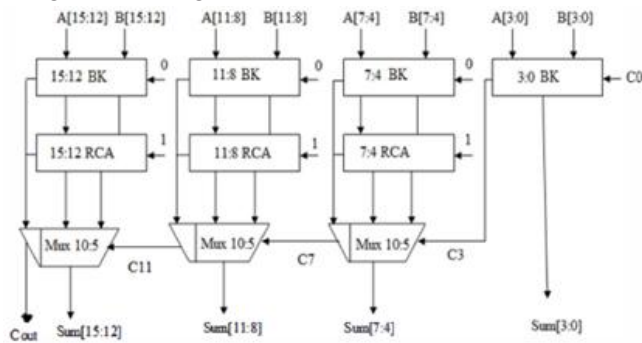 A[15:12] B[15:12] A[11:8] B[11:8] A[7:4] B[7:4] A[3:0] B[3:0]
0 0 0
15:12 BK 11:8 BK 7:4 BK 3:0 BK C0
1 1 1
15:12 RCA 11:8 RCA 7:4 RCA
Mux 10:5 Mux 10:5 Mux 10:5
C11 C7 C3
Cout Sum[15:12] Sum[11:8] Sum[7:4] Sum[3:0]